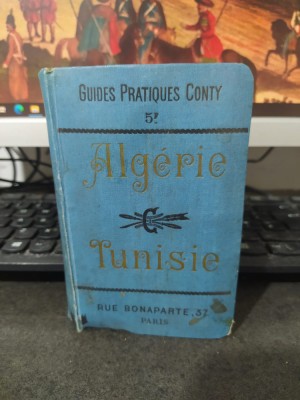 GUIDES PRATIQUES CONTY
5F
Algérie
C
Tunisie
RUE BONAPARTE, 37
PARIS